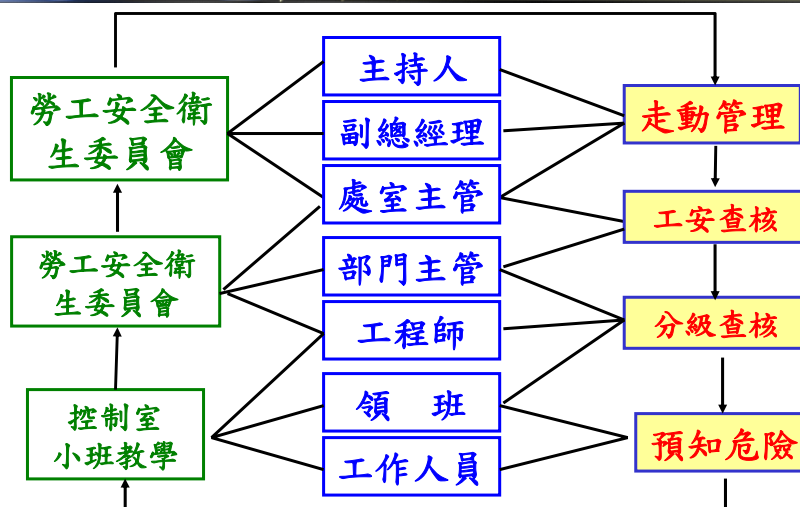 勞工安全衛
生委員會
勞工安全衛
生委員會
控制室
小班教學
主持人
副總經理
處室主管
部門主管
工程師
領 班
工作人員
走動管理
工安查核
分級查核
預知危險